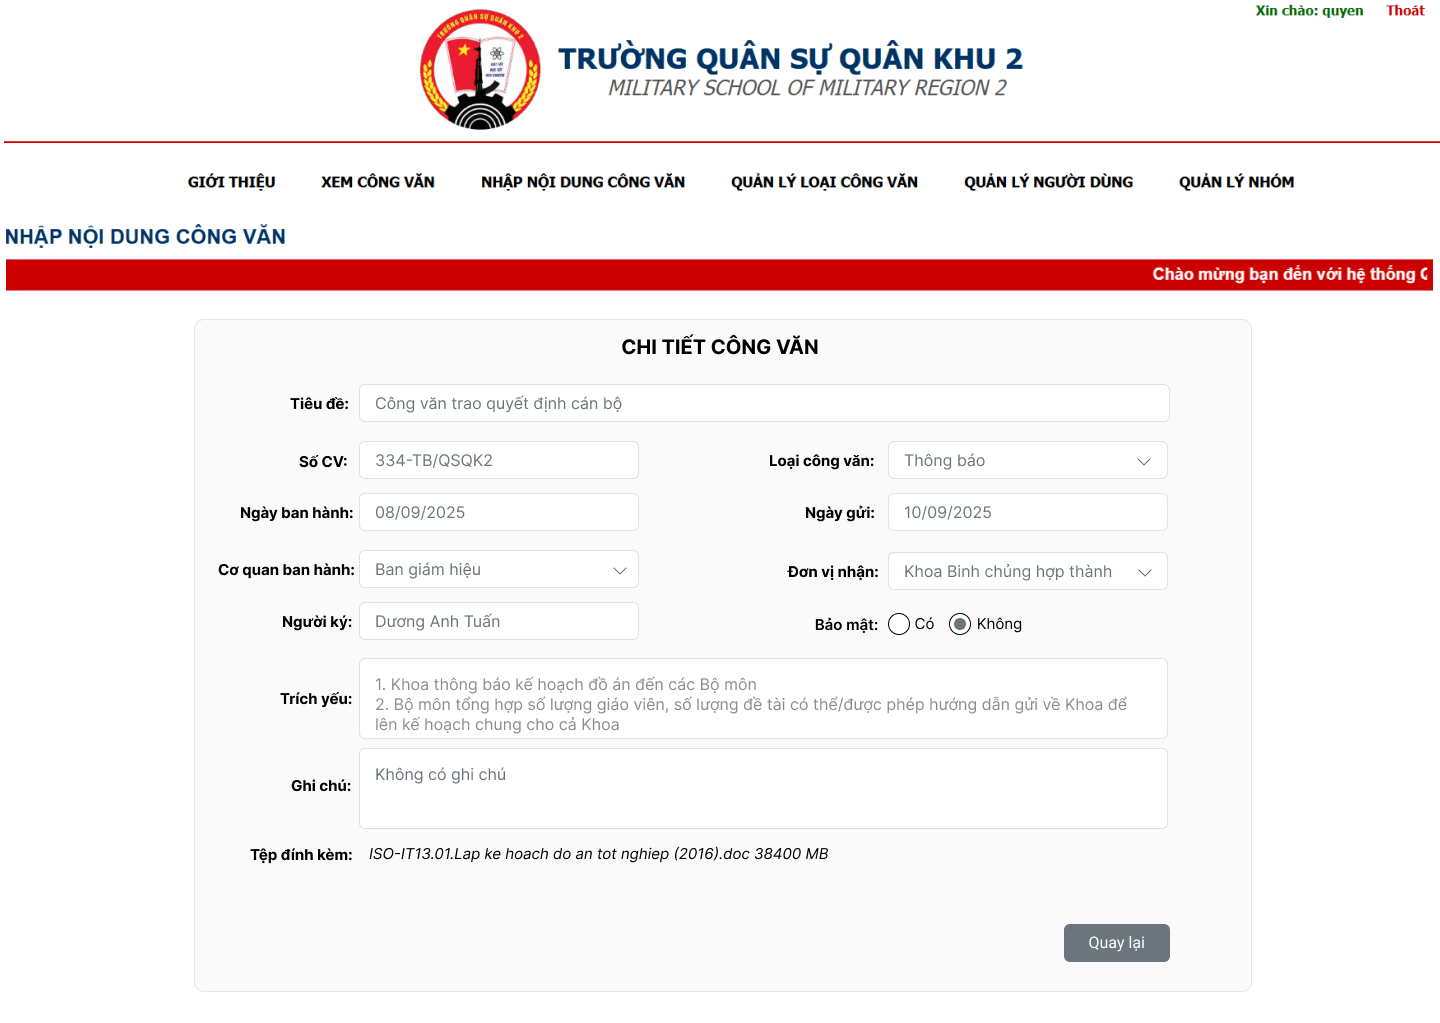 Xin chào: quyen Thoát
TRƯỜNG QUÂN SỰ QUÂN KHU 2
TRƯỜNG QUÂN SỰ QUÂN KHU 2
MILITARY SCHOOL OF MILITARY REGION 2
GIỚI THIỆU XEM CÔNG VĂN NHẬP NỘI DUNG CÔNG VĂN QUẢN LÝ LOẠI CÔNG VĂN QUẢN LÝ NGƯỜI DÙNG QUẢN LÝ NHÓM
NHẬP NỘI DUNG CÔNG VĂN
Chào mừng bạn đến với hệ thống
CHI TIẾT CÔNG VĂN
Tiêu đề: Công văn trao quyết định cán bộ
Số CV: 334-TB/QSQK2 Loại công văn: Thông báo
Ngày ban hành: 08/09/2025 Ngày gửi: 10/09/2025
Cơ quan ban hành: Ban giám hiệu Đơn vị nhận: Khoa Binh chủng hợp thành
Người ký: Dương Anh Tuấn Bảo mật: Có Không
Trích yếu: 1. Khoa thông báo kế hoạch đồ án đến các Bộ môn
2. Bộ môn tổng hợp số lượng giáo viên, số lượng đề tài có thể/được phép hướng dẫn gửi về Khoa để
lên kế hoạch chung cho cả Khoa
Ghi chú: Không có ghi chú
Tệp đính kèm: ISO-IT13.01.Lap ke hoach do an tot nghiep (2016).doc 38400 MB
Quay lại